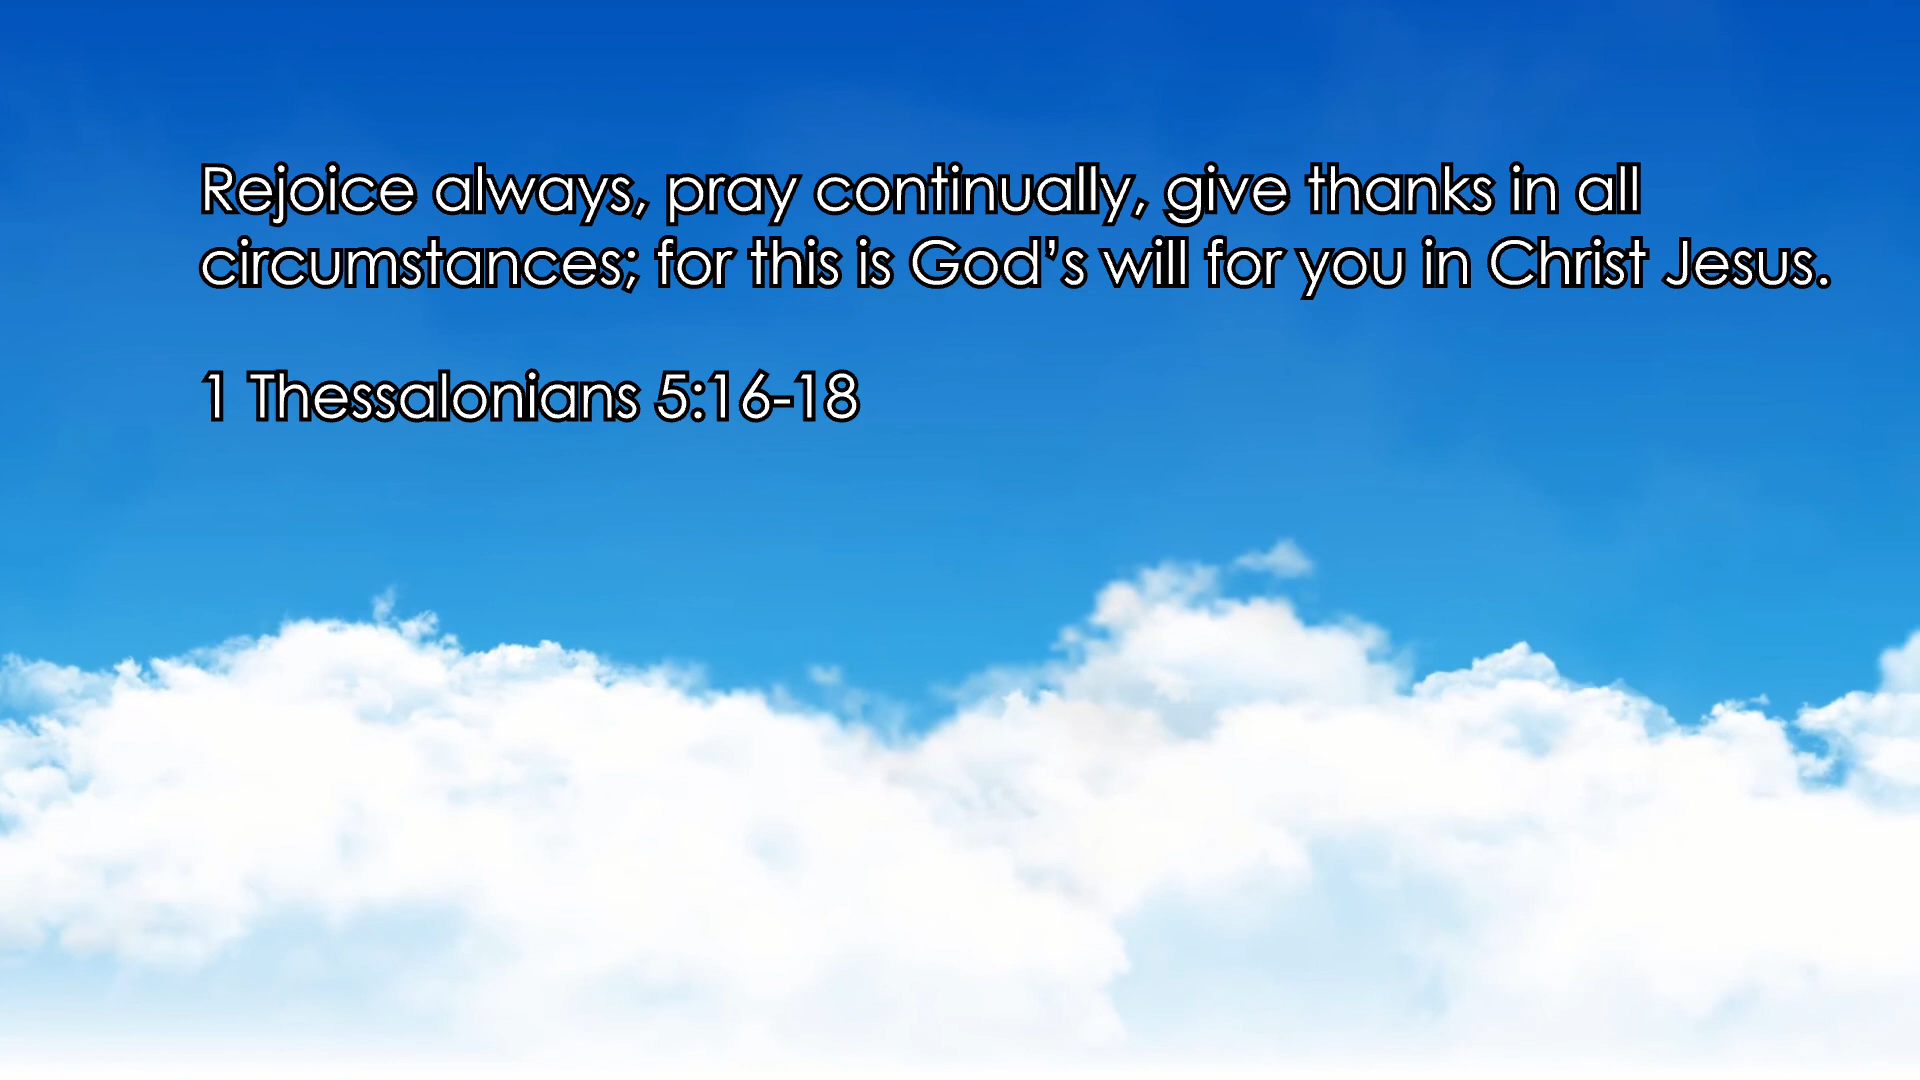 Rejoice always, pray continually, give thanks in all
circumstances; for this is God’s will for you in Christ Jesus.
1 Thessalonians 5:16-18